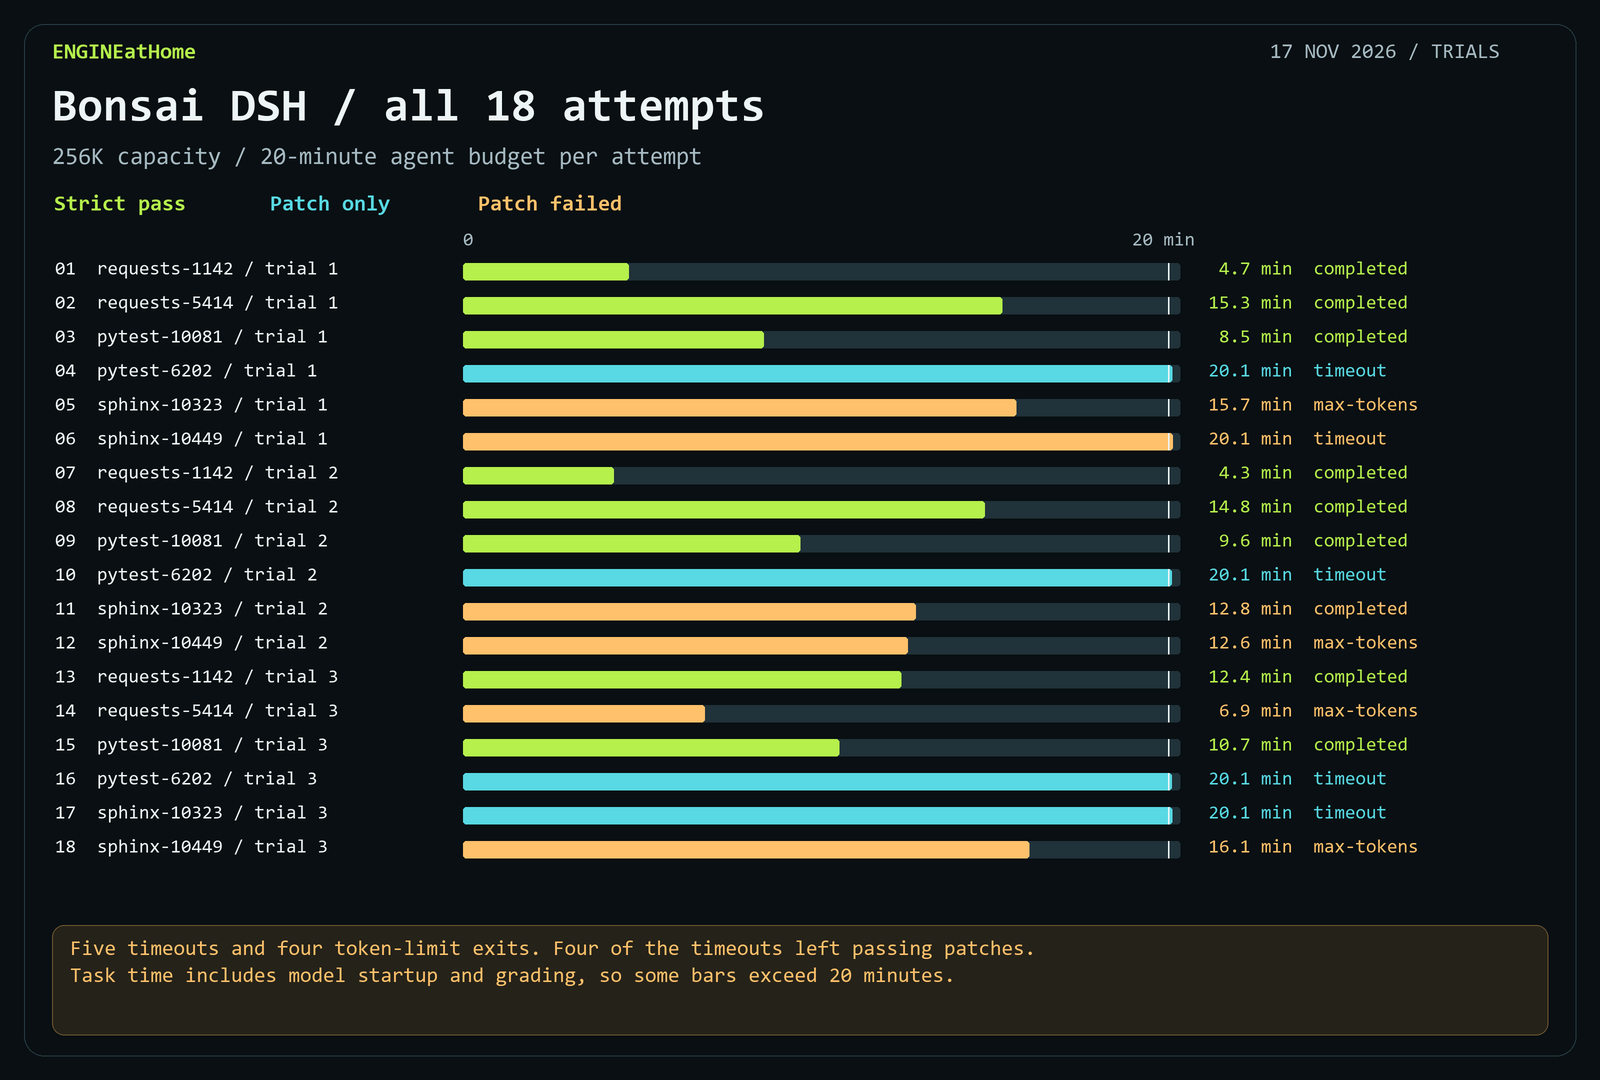 ENGINEatHome
17 NOV 2026 / TRIALS
Bonsai DSH / all 18 attempts
256K capacity / 20-minute agent budget per attempt
Strict pass Patch only Patch failed
0 20 min
01 requests-1142 / trial 1 4.7 min completed
02 requests-5414 / trial 1 15.3 min completed
03 pytest-10081 / trial 1 8.5 min completed
04 pytest-6202 / trial 1 20.1 min timeout
05 sphinx-10323 / trial 1 15.7 min max-tokens
06 sphinx-10449 / trial 1 20.1 min timeout
07 requests-1142 / trial 2 4.3 min completed
08 requests-5414 / trial 2 14.8 min completed
09 pytest-10081 / trial 2 9.6 min completed
10 pytest-6202 / trial 2 20.1 min timeout
11 sphinx-10323 / trial 2 12.8 min completed
12 sphinx-10449 / trial 2 12.6 min max-tokens
13 requests-1142 / trial 3 12.4 min completed
14 requests-5414 / trial 3 6.9 min max-tokens
15 pytest-10081 / trial 3 10.7 min completed
16 pytest-6202 / trial 3 20.1 min timeout
17 sphinx-10323 / trial 3 20.1 min timeout
18 sphinx-10449 / trial 3 16.1 min max-tokens
Five timeouts and four token-limit exits. Four of the timeouts left passing patches.
Task time includes model startup and grading, so some bars exceed 20 minutes.